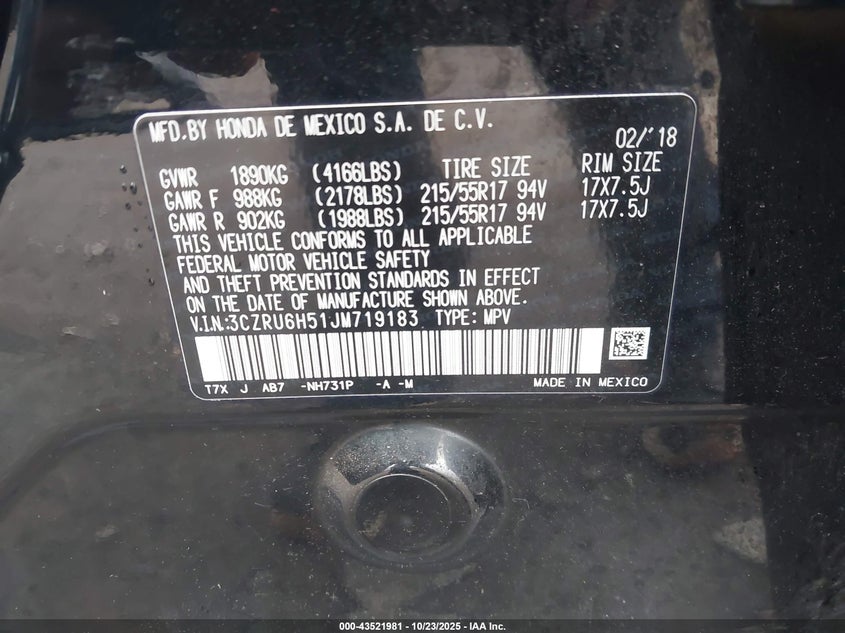 MFD.BY HONDA DE MEXICO S.A. DE C.V.
02/'18
GVWR 1890KG (4166LBS) TIRE SIZE RIM SIZE
GAWR F 988KG (2178LBS) 215/55R17 94V 17X7.5J
GAWR R 902KG (1988LBS) 215/55R17 94V 17X7.5J
THIS VEHICLE CONFORMS TO ALL APPLICABLE
FEDERAL MOTOR VEHICLE SAFETY
AND THEFT PREVENTION STANDARDS IN EFFECT
ON THE DATE OF MANUFACTURE SHOWN ABOVE.
V.I.N.:3CZRU6H51JM719183 TYPE: MPV
T7X J AB7 -NH731P -A -M MADE IN MEXICO
000-43521981 - 10/23/2025 - IAA Inc.